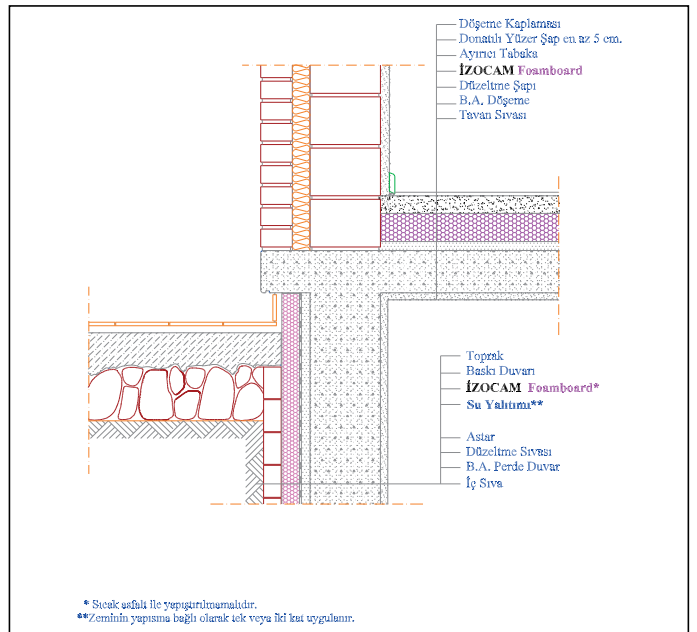 Döşeme Kaplaması
Donatılı Yüzer Şap en az 5 cm.
Ayırıcı Tabaka
İZOCAM Foamboard
Düzeltme Şapı
B.A. Döşeme
Tavan Sıvası
Toprak
Baskı Duvarı
İZOCAM Foamboard*
Su Yalıtımı**
Astar
Düzeltme Sıvası
B.A. Perde Duvar
İç Sıva
* Sıcak asfalt ile yapıştırılmamalıdır.
**Zeminin yapısına bağlı olarak tek veya iki kat uygulanır.